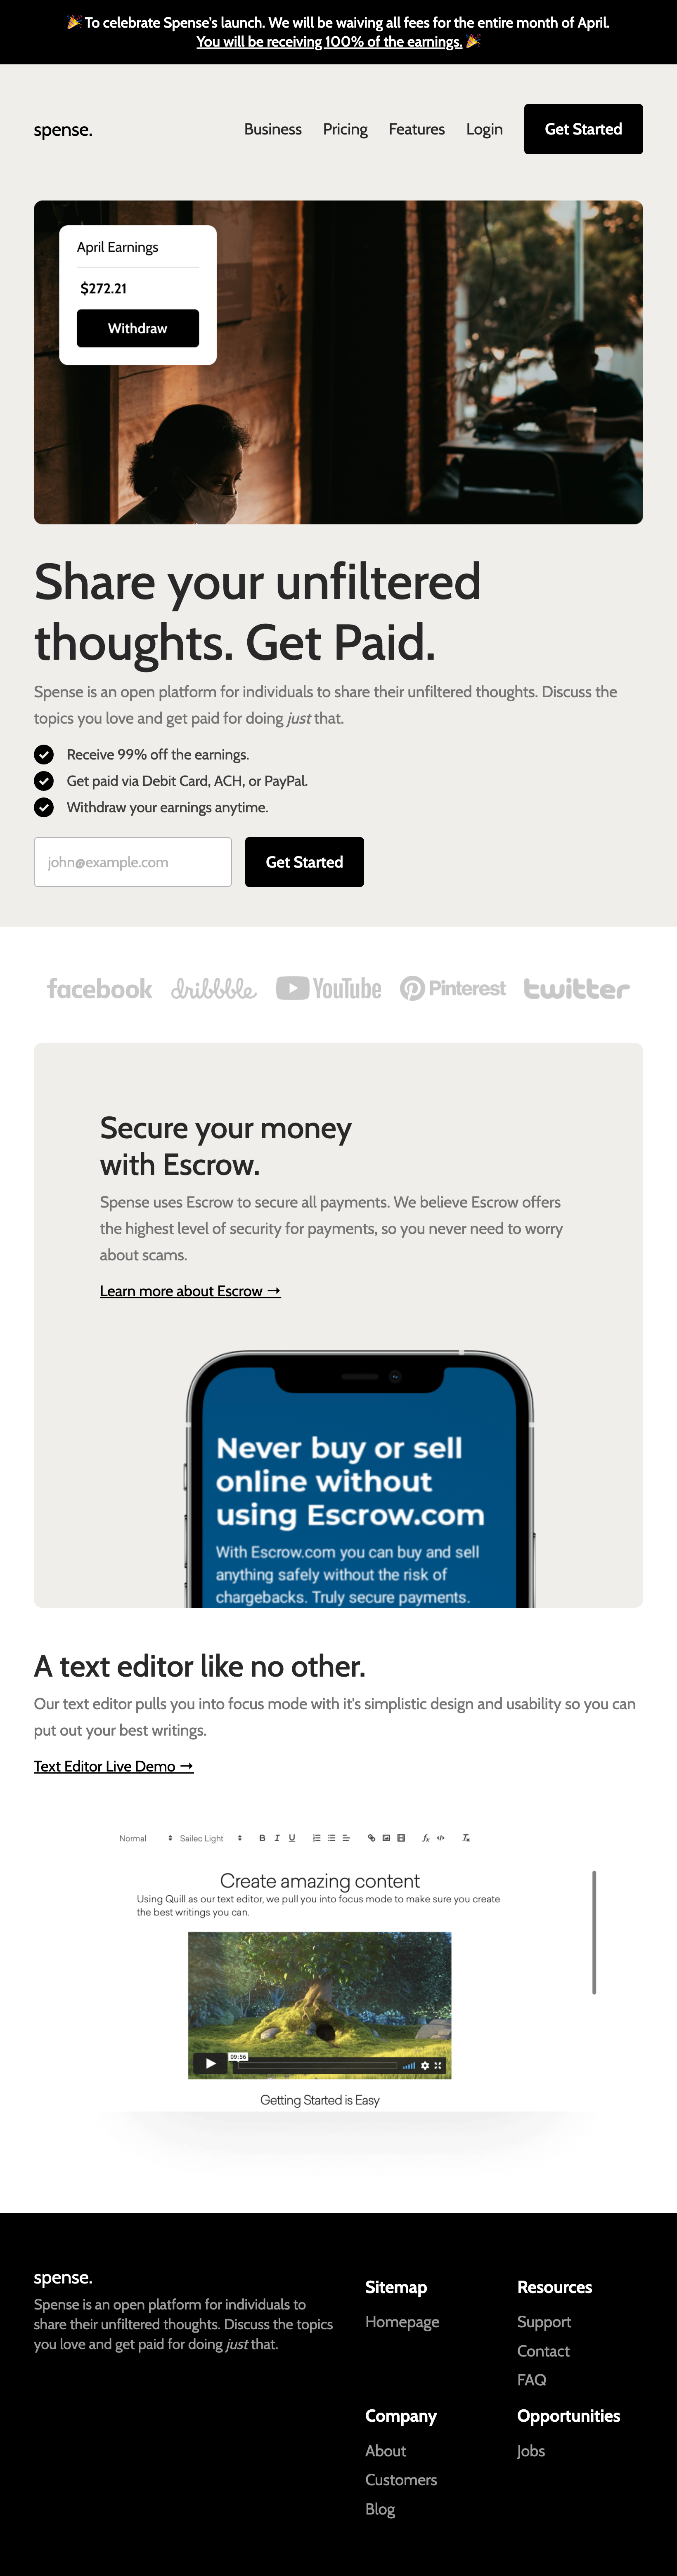 🎉 To celebrate Spense's launch. We will be waiving all fees for the entire month of April.
You will be receiving 100% of the earnings. 🎉
spense.
Business Pricing Features Login Get Started
April Earnings
$272.21
Withdraw
Share your unfiltered
thoughts. Get Paid.
Spense is an open platform for individuals to share their unfiltered thoughts. Discuss the
topics you love and get paid for doing just that.
Receive 99% off the earnings.
Get paid via Debit Card, ACH, or PayPal.
Withdraw your earnings anytime.
john@example.com Get Started
facebook dribbble YouTube Pinterest twitter
Secure your money
with Escrow.
Spense uses Escrow to secure all payments. We believe Escrow offers
the highest level of security for payments, so you never need to worry
about scams.
Learn more about Escrow →
Never buy or sell
online without
using Escrow.com
With Escrow.com you can buy and sell
anything safely without the risk of
chargebacks. Truly secure payments.
A text editor like no other.
Our text editor pulls you into focus mode with it's simplistic design and usability so you can
put out your best writings.
Text Editor Live Demo →
Normal Sailec Light B I U
Create amazing content
Using Quill as our text editor, we pull you into focus mode to make sure you create
the best writings you can.
09:56
Getting Started is Easy
spense.
Spense is an open platform for individuals to
share their unfiltered thoughts. Discuss the topics
you love and get paid for doing just that.
Sitemap
Homepage
Resources
Support
Contact
FAQ
Company
About
Customers
Blog
Opportunities
Jobs